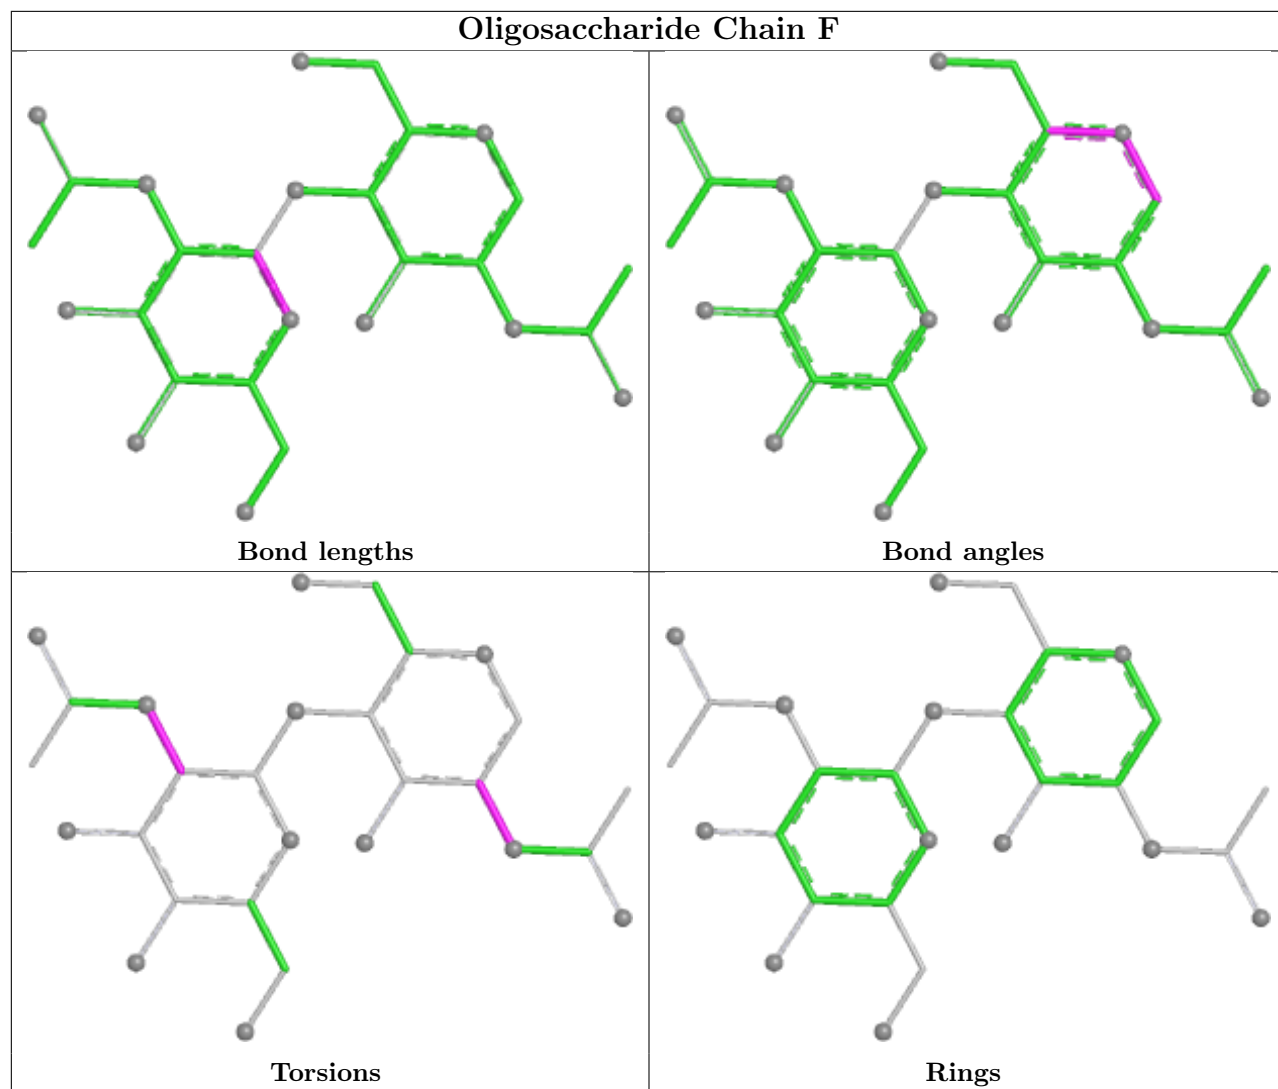 Oligosaccharide Chain F
Bond lengths
Bond angles
Torsions
Rings